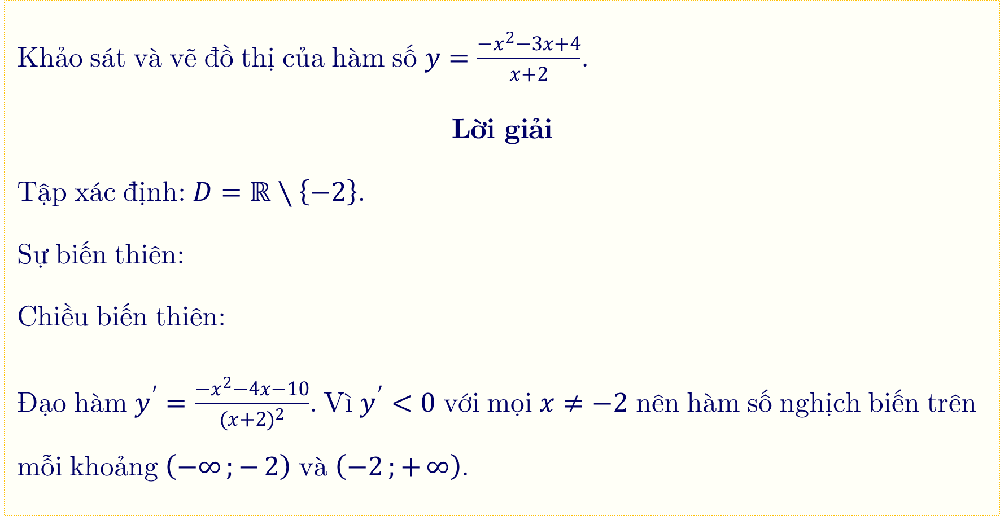 Khảo sát và vẽ đồ thị của hàm số $y = \frac{-x^2-3x+4}{x+2}$.
Lời giải
Tập xác định: $D = \mathbb{R} \setminus \{-2\}$.
Sự biến thiên:
Chiều biến thiên:
Đạo hàm $y' = \frac{-x^2-4x-10}{(x+2)^2}$. Vì $y' < 0$ với mọi $x \neq -2$ nên hàm số nghịch biến trên
mỗi khoảng $(-\infty; -2)$ và $(-2; +\infty)$.